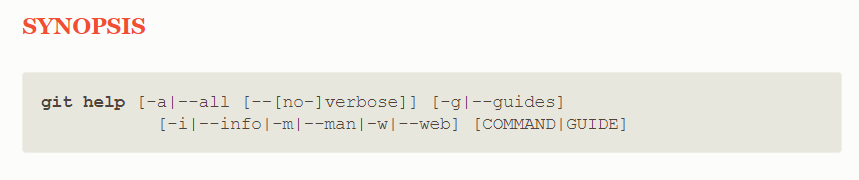 SYNOPSIS
git help [-a|--all [--[no-]verbose]] [-g|--guides]
[-i|--info|-m|--man|-w|--web] [COMMAND|GUIDE]